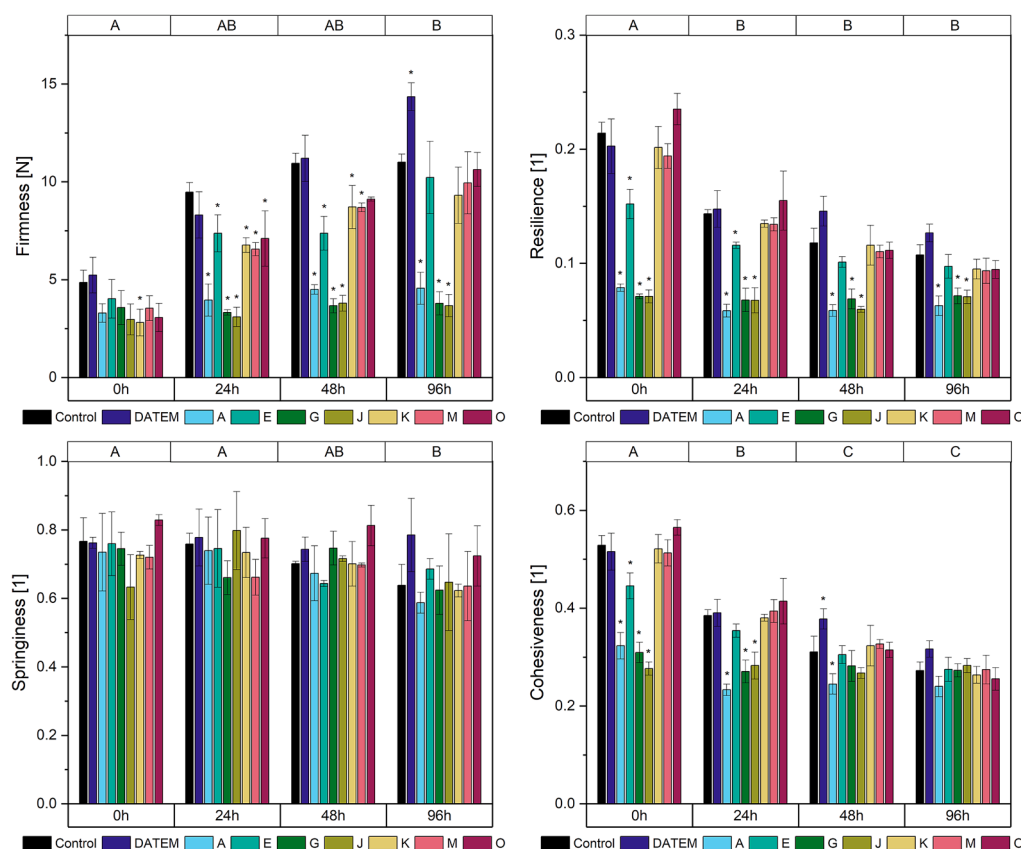 A AB AB B
Firmness [N]
15
10
5
0
* * * * * * * * * * * * * * * * *
0h 24h 48h 96h
Control DATEM A E G J K M O
A B B B
Resilience [1]
0.3
0.2
0.1
0.0
* * * * * * * * * * * * * *
0h 24h 48h 96h
Control DATEM A E G J K M O
A A AB B
Springiness [1]
1.0
0.8
0.6
0.4
0.2
0.0
0h 24h 48h 96h
Control DATEM A E G J K M O
A B C C
Cohesiveness [1]
0.6
0.4
0.2
0.0
* * * * * * * * *
0h 24h 48h 96h
Control DATEM A E G J K M O